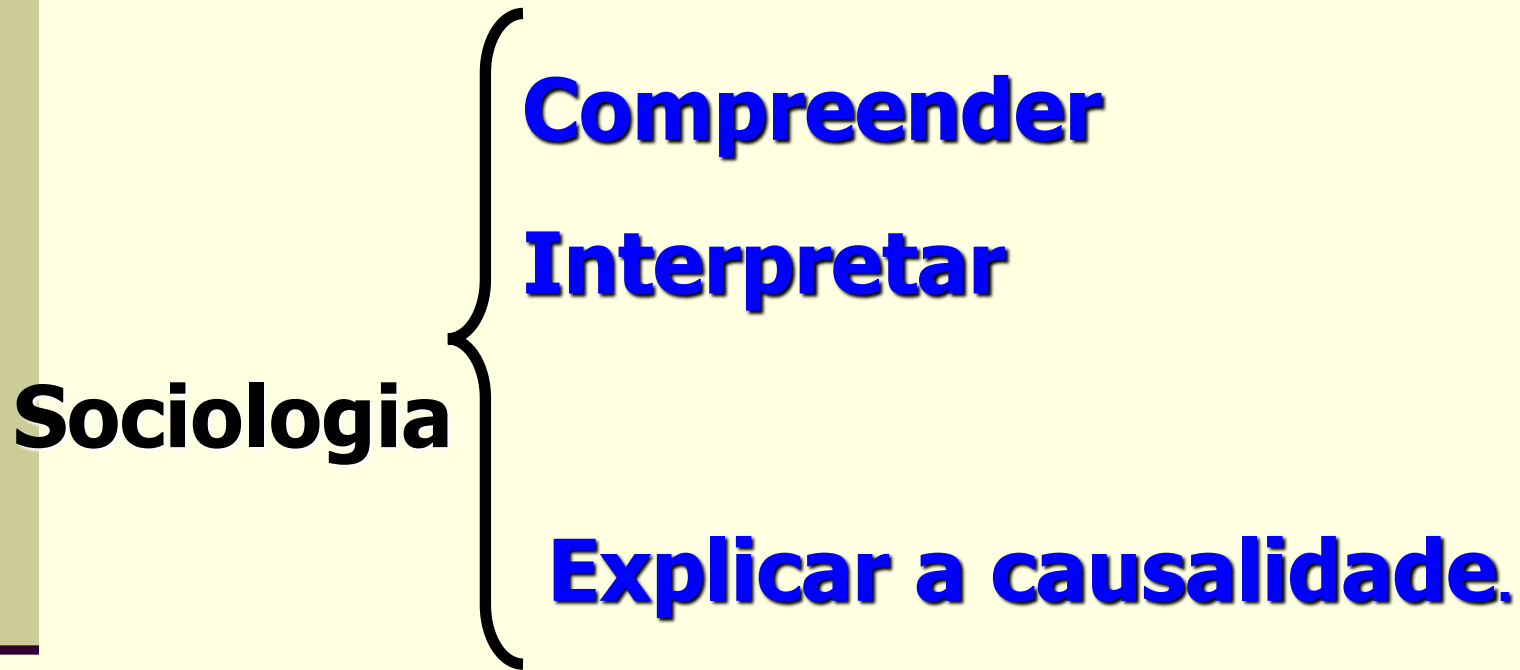 Sociologia
Compreender
Interpretar
Explicar a causalidade.